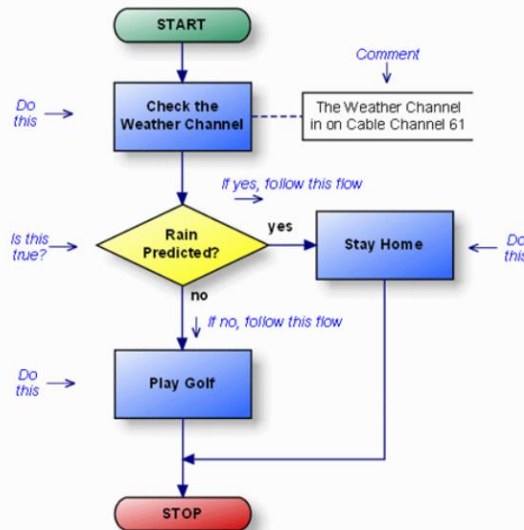 START
Comment
Do
this
Check the
Weather Channel
The Weather Channel
in on Cable Channel 61
If yes, follow this flow
Is this
true?
Rain
Predicted?
yes
Stay Home
Do
this
no
If no, follow this flow
Do
this
Play Golf
STOP